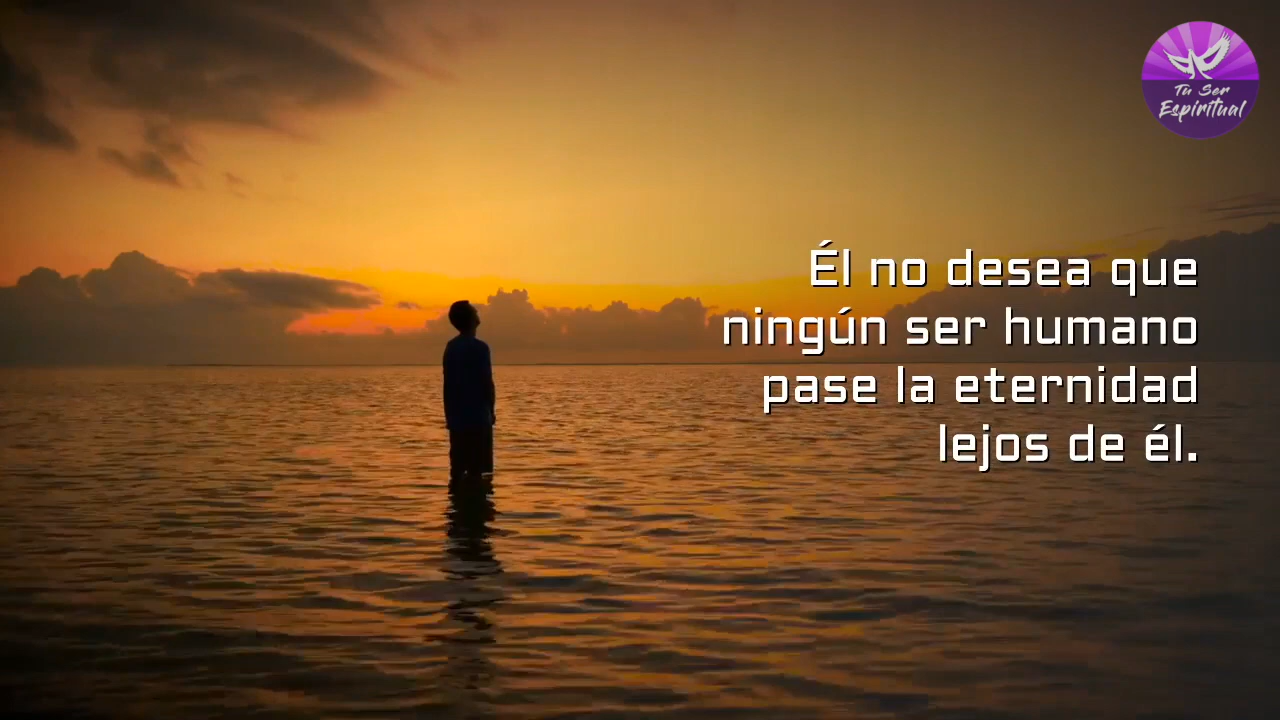 Tu Ser
Espiritual
Él no desea que
ningún ser humano
pase la eternidad
lejos de él.